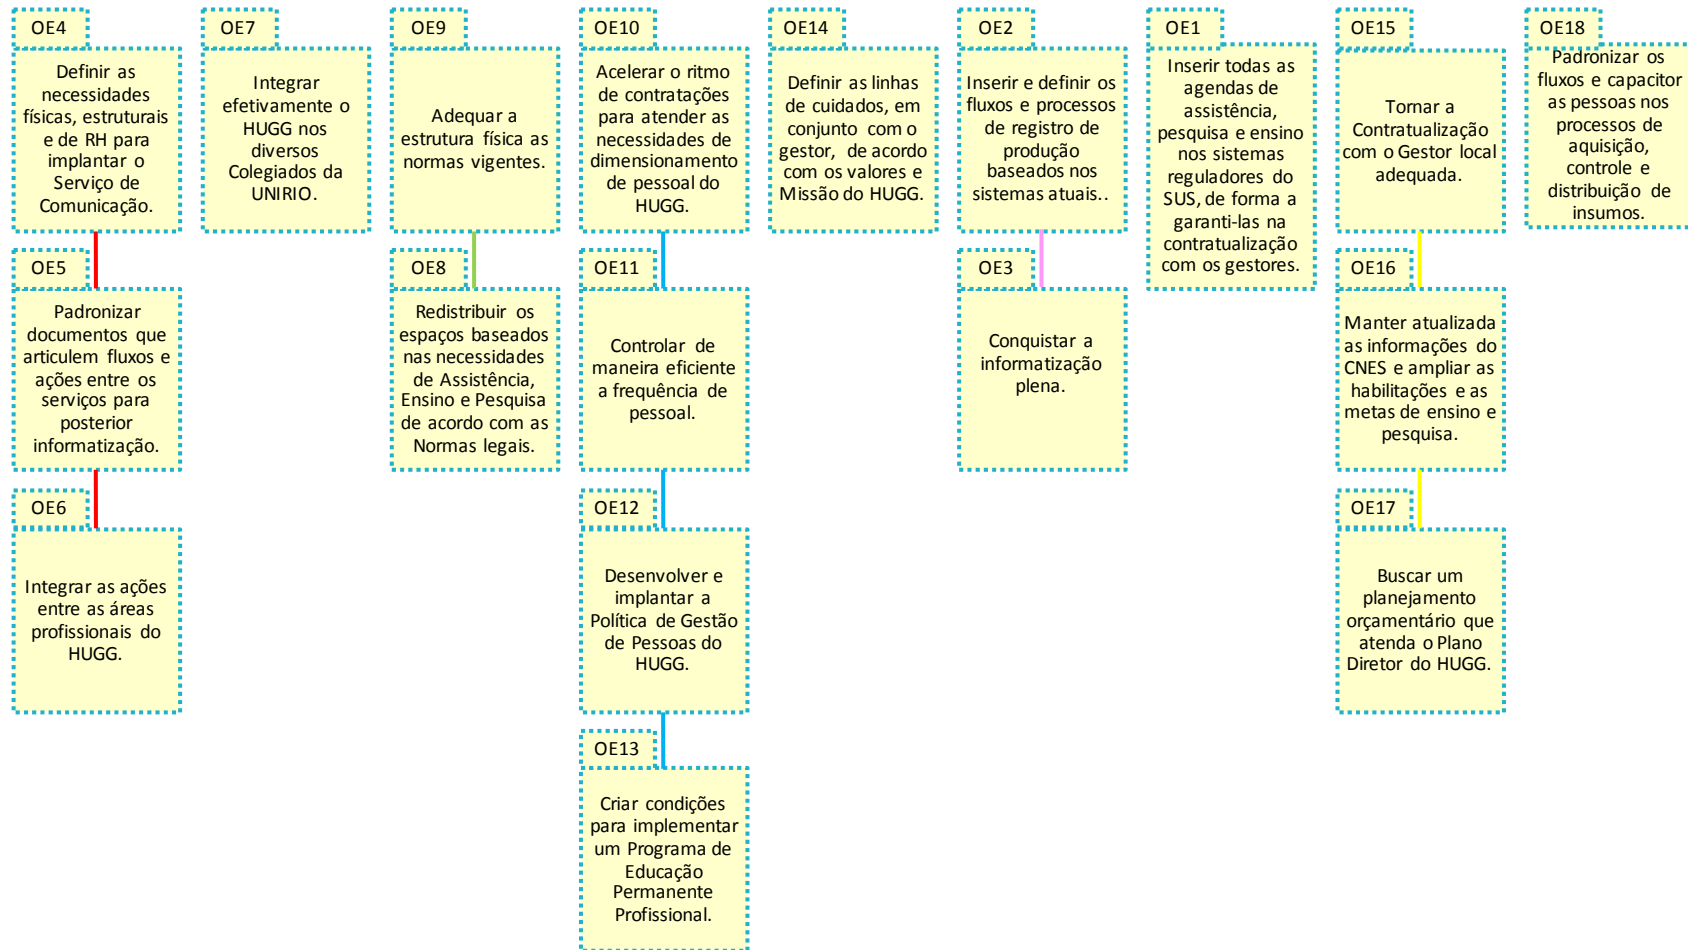 OE4
Definir as
necessidades
físicas, estruturais
e de RH para
implantar o
Serviço de
Comunicação.
OE5
Padronizar
documentos que
articulem fluxos e
ações entre os
serviços para
posterior
informatização.
OE6
Integrar as ações
entre as áreas
profissionais do
HUGG.
OE7
Integrar
efetivamente o
HUGG nos
diversos
Colegiados da
UNIRIO.
OE9
Adequar a
estrutura física as
normas vigentes.
OE8
Redistribuir os
espaços baseados
nas necessidades
de Assistência,
Ensino e Pesquisa
de acordo com as
Normas legais.
OE10
Acelerar o ritmo
de contratações
para atender as
necessidades de
dimensionamento
de pessoal do
HUGG.
OE11
Controlar de
maneira eficiente
a frequência de
pessoal.
OE12
Desenvolver e
implantar a
Política de Gestão
de Pessoas do
HUGG.
OE13
Criar condições
para implementar
um Programa de
Educação
Permanente
Profissional.
OE14
Definir as linhas
de cuidados, em
conjunto com o
gestor, de acordo
com os valores e
Missão do HUGG.
OE2
Inserir e definir os
fluxos e processos
de registro de
produção
baseados nos
sistemas atuais..
OE3
Conquistar a
informatização
plena.
OE1
Inserir todas as
agendas de
assistência,
pesquisa e ensino
nos sistemas
reguladores do
SUS, de forma a
garanti-las na
contratualização
com os gestores.
OE15
Tornar a
Contratualização
com o Gestor local
adequada.
OE16
Manter atualizada
as informações do
CNES e ampliar as
habilitações e as
metas de ensino e
pesquisa.
OE17
Buscar um
planejamento
orçamentário que
atenda o Plano
Diretor do HUGG.
OE18
Padronizar os
fluxos e capacitor
as pessoas nos
processos de
aquisição,
controle e
distribuição de
insumos.